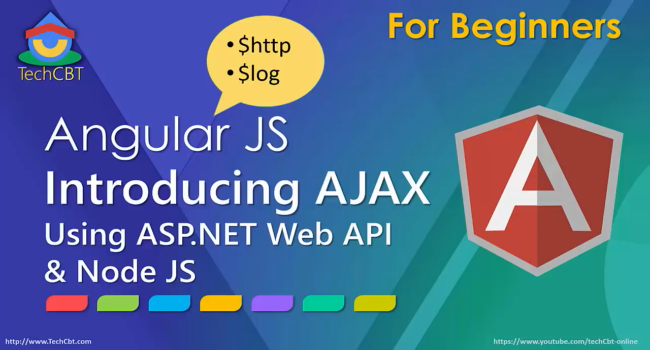 For Beginners
• $http
• $log
TechCBT
Angular JS
Introducing AJAX
Using ASP.NET Web API
& Node JS
A
http://www.TechCbt.com
https://www.youtube.com/techCbt-online